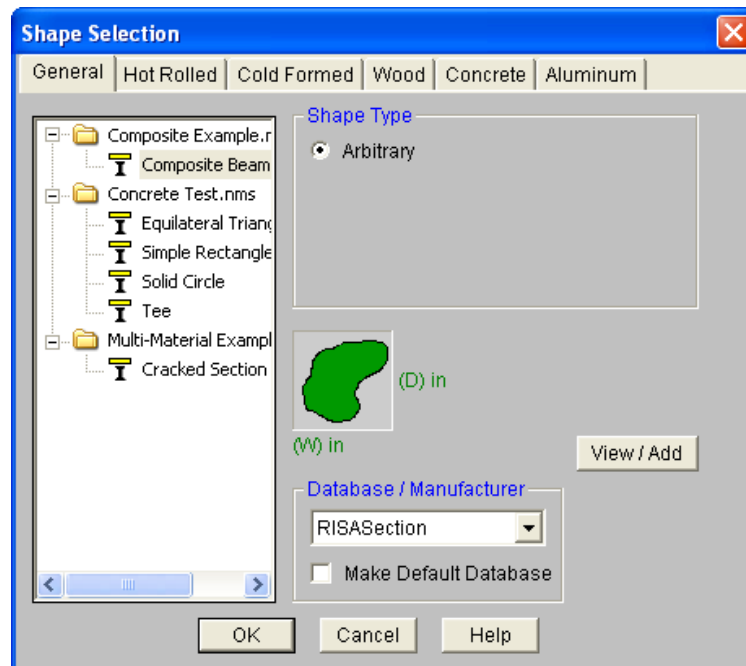 Shape Selection
General Hot Rolled Cold Formed Wood Concrete Aluminum
Composite Example.r
Composite Beam
Concrete Test.nms
Equilateral Triang
Simple Rectangle
Solid Circle
Tee
Multi-Material Exampl
Cracked Section
Shape Type
Arbitrary
(D) in
(W) in
View / Add
Database / Manufacturer
RISASection
Make Default Database
OK Cancel Help